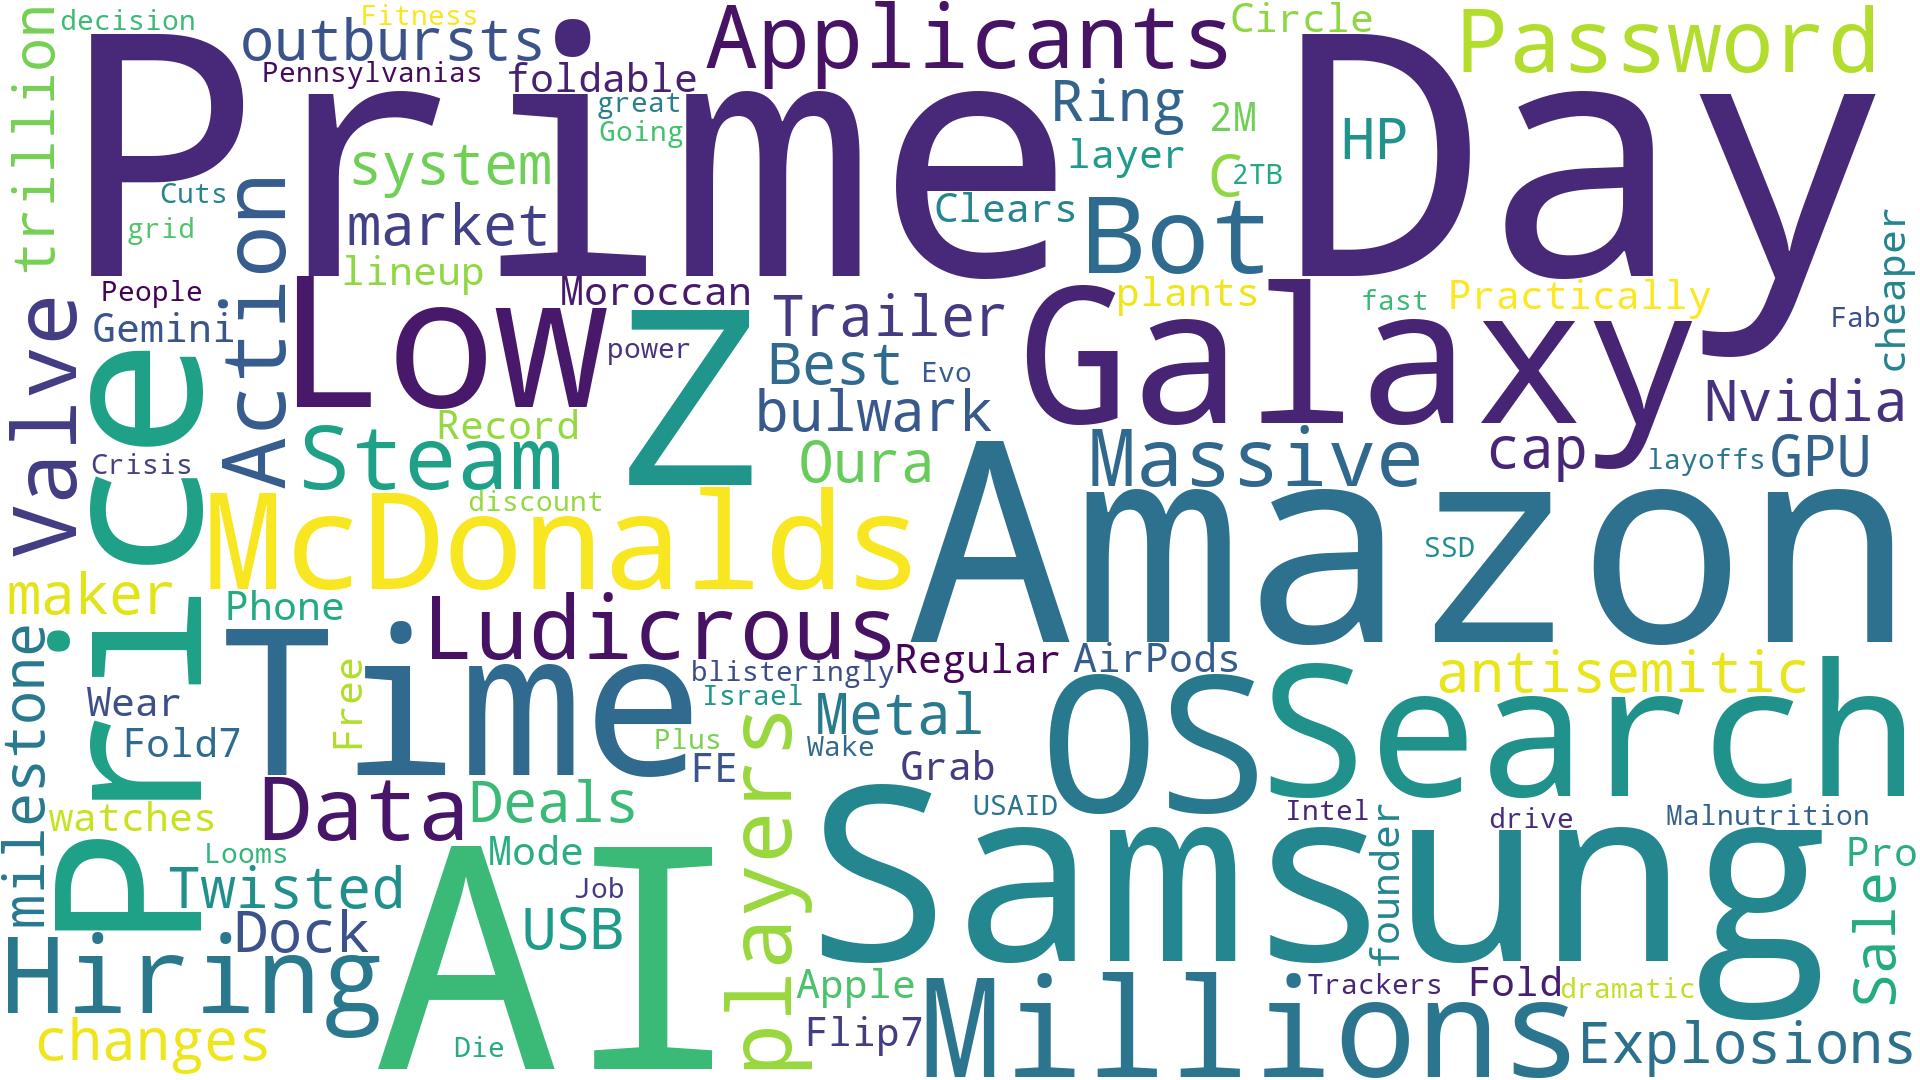 decision
Fitness
outbursts
Applicants
Circle
Password
trillion
Pennsylvanias
foldable
Prime Day
great
Going
Ring
2M
HP
layer
system
C
2TB
Cuts
Action
market
Clears
Bot
grid
lineup
People
Moroccan
plants
fast
Practically
cheaper
Valve
Gemini
Low
Z
Trailer
Galaxy
Fab
power
Best
Evo
Price
Record
bulwark
Nvidia
Crisis
Steam
Oura
Massive
cap
layoffs
GPU
discount
McDonalds
Amazon
SSD
maker
Phone
Ludicrous
milestone
Time
Free
blisteringly
Regular
AirPods
antisemitic
Wear
Israel
OS
Search
Fold7
Plus
players
Metal
Wake
FE
Grab
watches
Data
Deals
Samsung
USAID
Intel
drive
Malnutrition
founder
Looms
Mode
Pro
Twisted
AI
Job
Sale
Dock
USB
Hiring
Apple
Millions
Trackers
Fold
dramatic
changes
Die
Flip7
Explosions